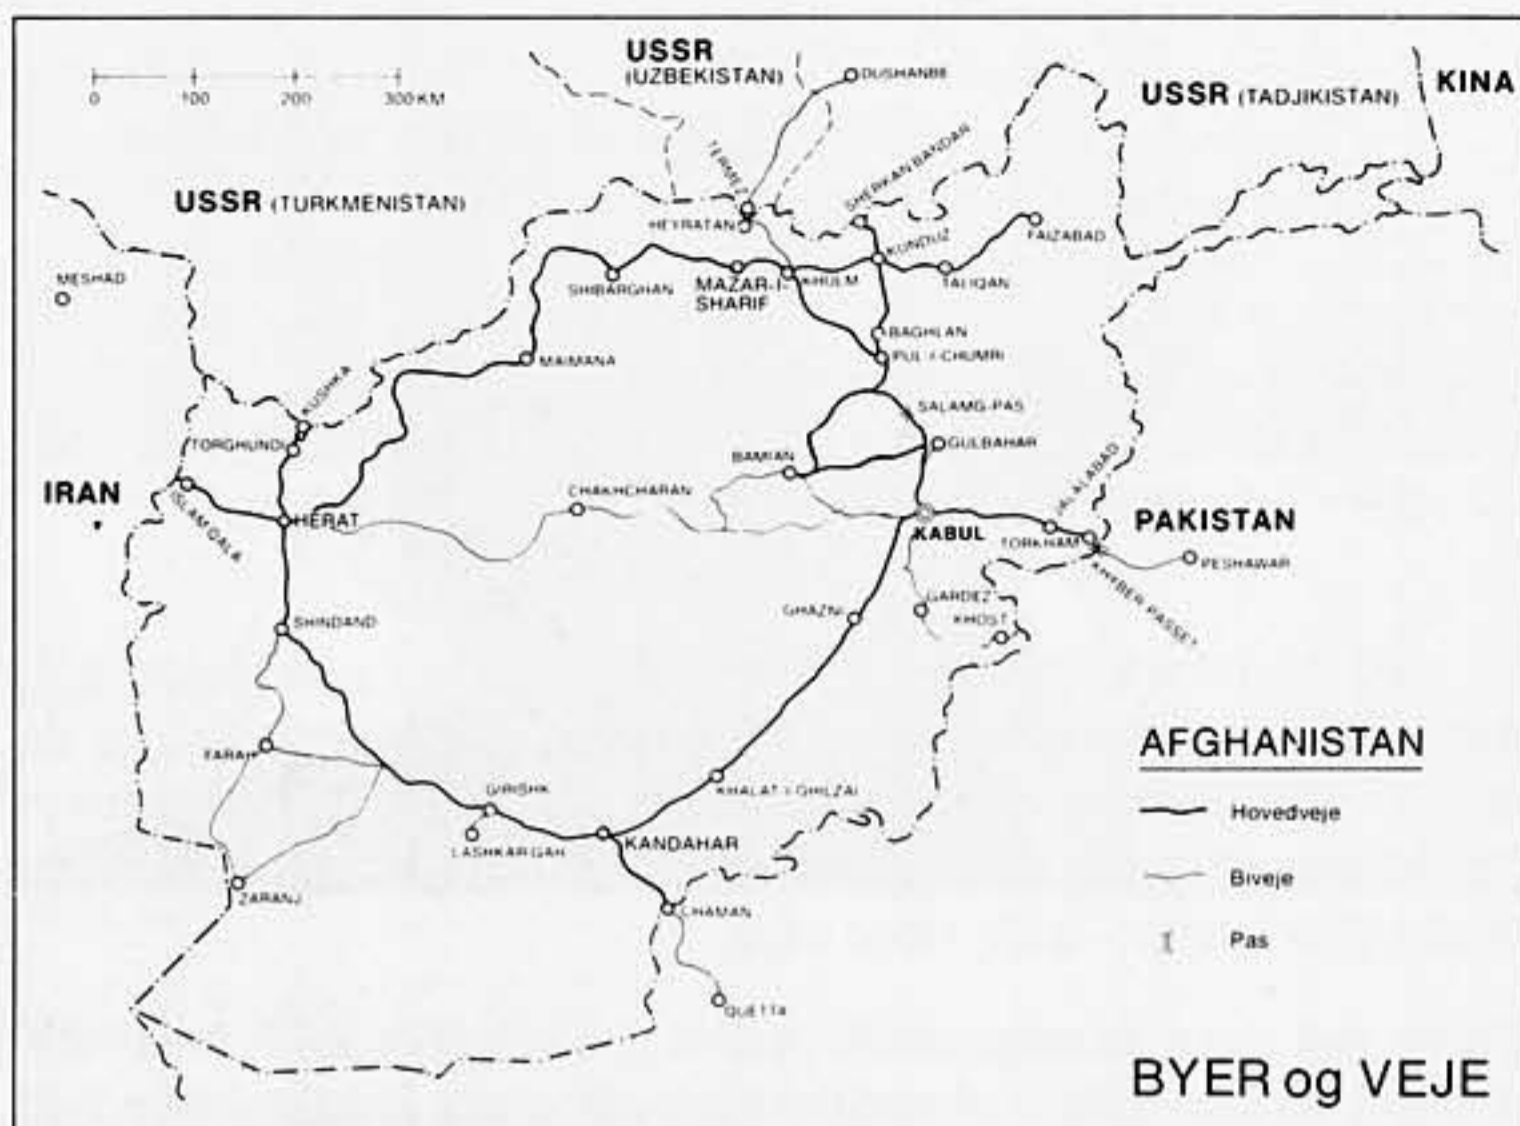 USSR
(UZBEKISTAN)
DUSHANBE
USSR (TADJIKISTAN)
KINA
0 100 200 300 KM
TERMEZ
SHERKAN BANDAR
USSR (TURKMENISTAN)
HEYRATAN
KUNDUZ
FAIZABAD
MESHAD
SHIBARGHAN
MAZAR-I-
SHARIF
KHULM
TALIQAN
BAGHLAN
MAIMANA
PUL-I-CHUMRI
KUSHKA
SALAMG-PAS
TORGHUNDI
GULBAHAR
BAMIAN
JALALABAD
IRAN
ISLAM QALA
CHAKHCHARAN
HERAT
KABUL
PAKISTAN
TORKHAM
PESHAWAR
KHYBER PASSET
GHAZNI
GARDEZ
KHOST
SHINDAND
FARAH
AFGHANISTAN
GIRISHK
KHALAT-I-GHILZAI
Hovedveje
LASHKARGAH
KANDAHAR
Biveje
ZARANJ
CHAMAN
Pas
QUETTa
BYER og VEJE